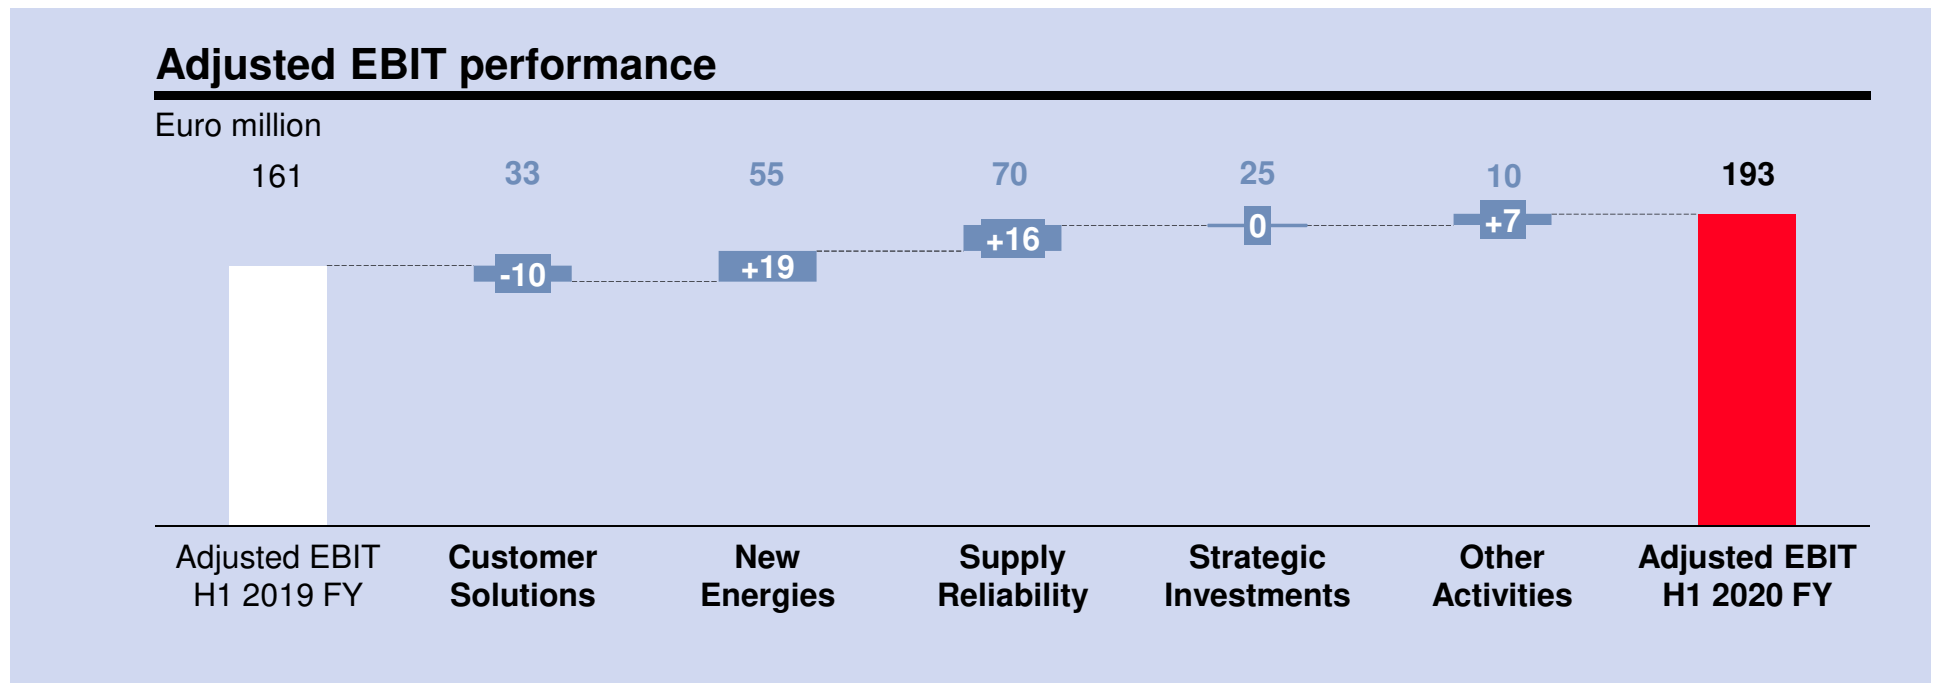 Adjusted EBIT performance
Euro million
161 33 55 70 25 10 193
-10 +19 +16 0 +7
Adjusted EBIT Customer New Supply Strategic Other Adjusted EBIT
H1 2019 FY Solutions Energies Reliability Investments Activities H1 2020 FY